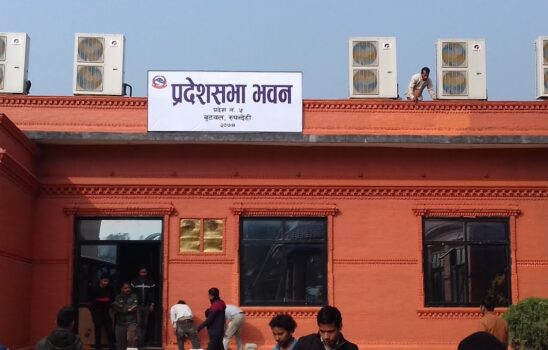 प्रदेशसभा भवन
प्रदेश नं. ५
बुटवल, रुपन्देही
२०७४